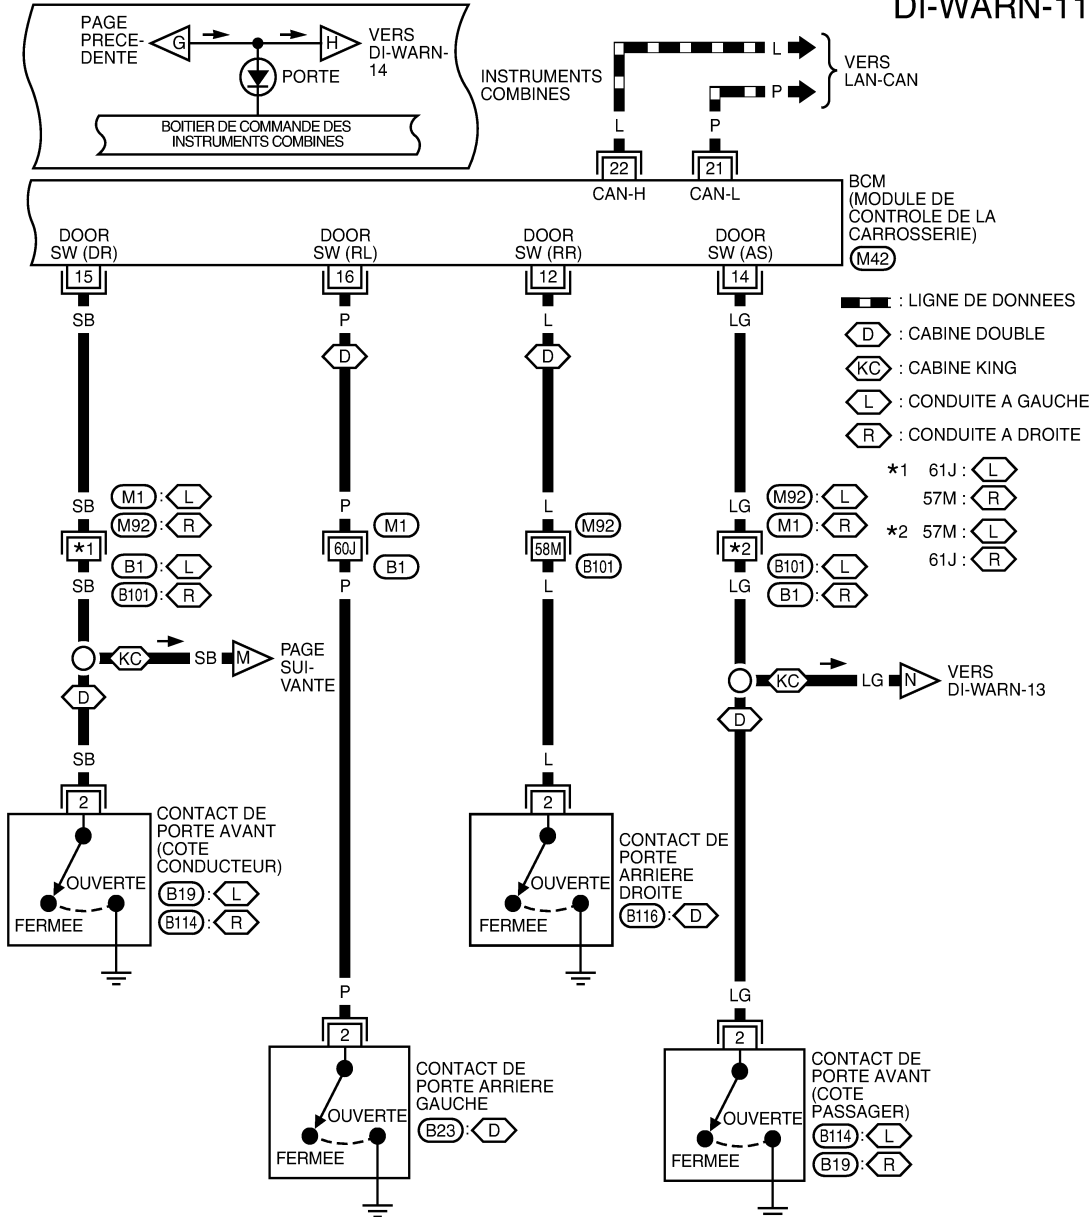 DI-WARN-11
PAGE
PRECE-
DENTE
G
H
VERS
DI-WARN-
14
PORTE
BOITIER DE COMMANDE DES
INSTRUMENTS COMBINES
INSTRUMENTS
COMBINES
L
P
VERS
LAN-CAN
L
P
22
21
CAN-H
CAN-L
BCM
(MODULE DE
CONTROLE DE LA
CARROSSERIE)
M42
DOOR
SW (DR)
DOOR
SW (RL)
DOOR
SW (RR)
DOOR
SW (AS)
15
16
12
14
SB
P
L
LG
D
D
: LIGNE DE DONNEES
D : CABINE DOUBLE
KC : CABINE KING
L : CONDUITE A GAUCHE
R : CONDUITE A DROITE
*1 61J : L
57M : R
*2 57M : L
61J : R
SB
M1 : L
M92 : R
*1
B1 : L
B101 : R
SB
P
M1
60J
B1
P
L
M92
58M
B101
L
LG
M92 : L
M1 : R
*2
B101 : L
B1 : R
LG
KC
SB
M
PAGE
SUI-
VANTE
D
KC
LG
N
VERS
DI-WARN-13
D
SB
L
2
CONTACT DE
PORTE AVANT
(COTE
CONDUCTEUR)
B19 : L
B114 : R
OUVERTE
FERMEE
2
CONTACT DE
PORTE
ARRIERE
DROITE
B116 : D
OUVERTE
FERMEE
P
LG
2
CONTACT DE
PORTE ARRIERE
GAUCHE
B23 : D
OUVERTE
FERMEE
2
CONTACT DE
PORTE AVANT
(COTE
PASSAGER)
B114 : L
B19 : R
OUVERTE
FERMEE